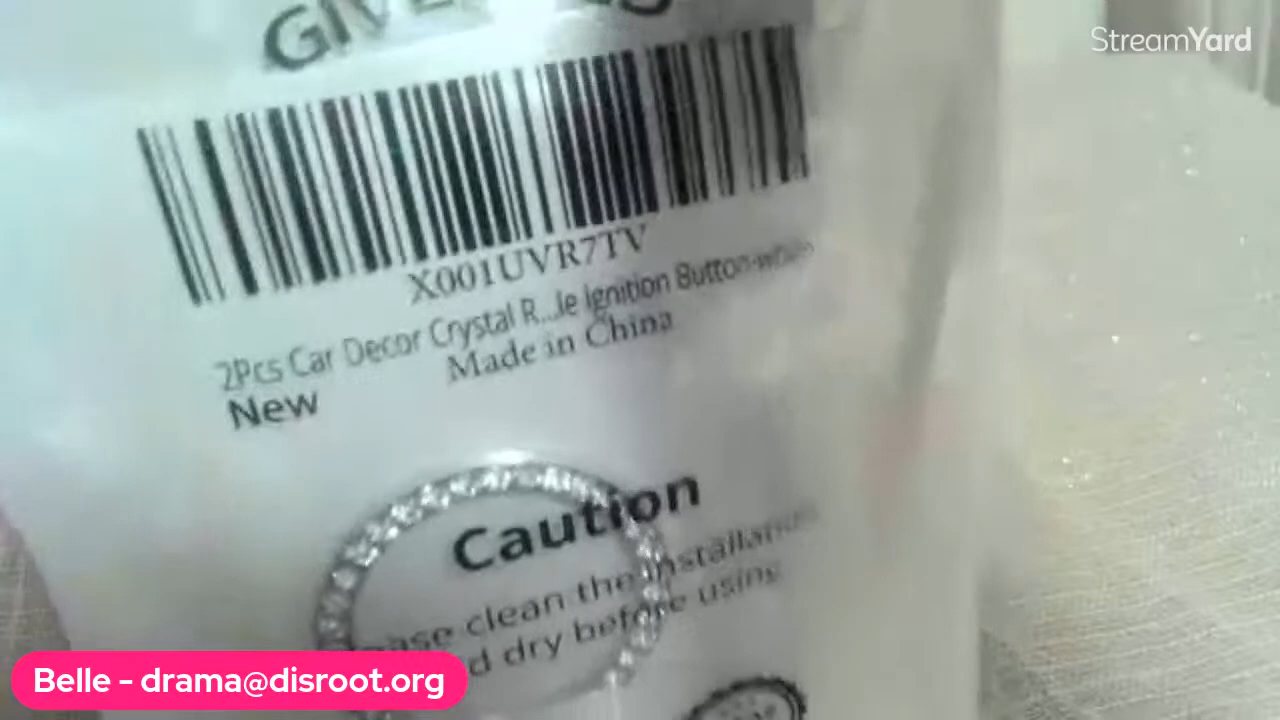 StreamYard
X001UVR7TV
2Pcs Car Decor Crystal R...le Ignition Button-white
Made in China
New
Caution
clean the
dry before using
Belle - drama@disroot.org